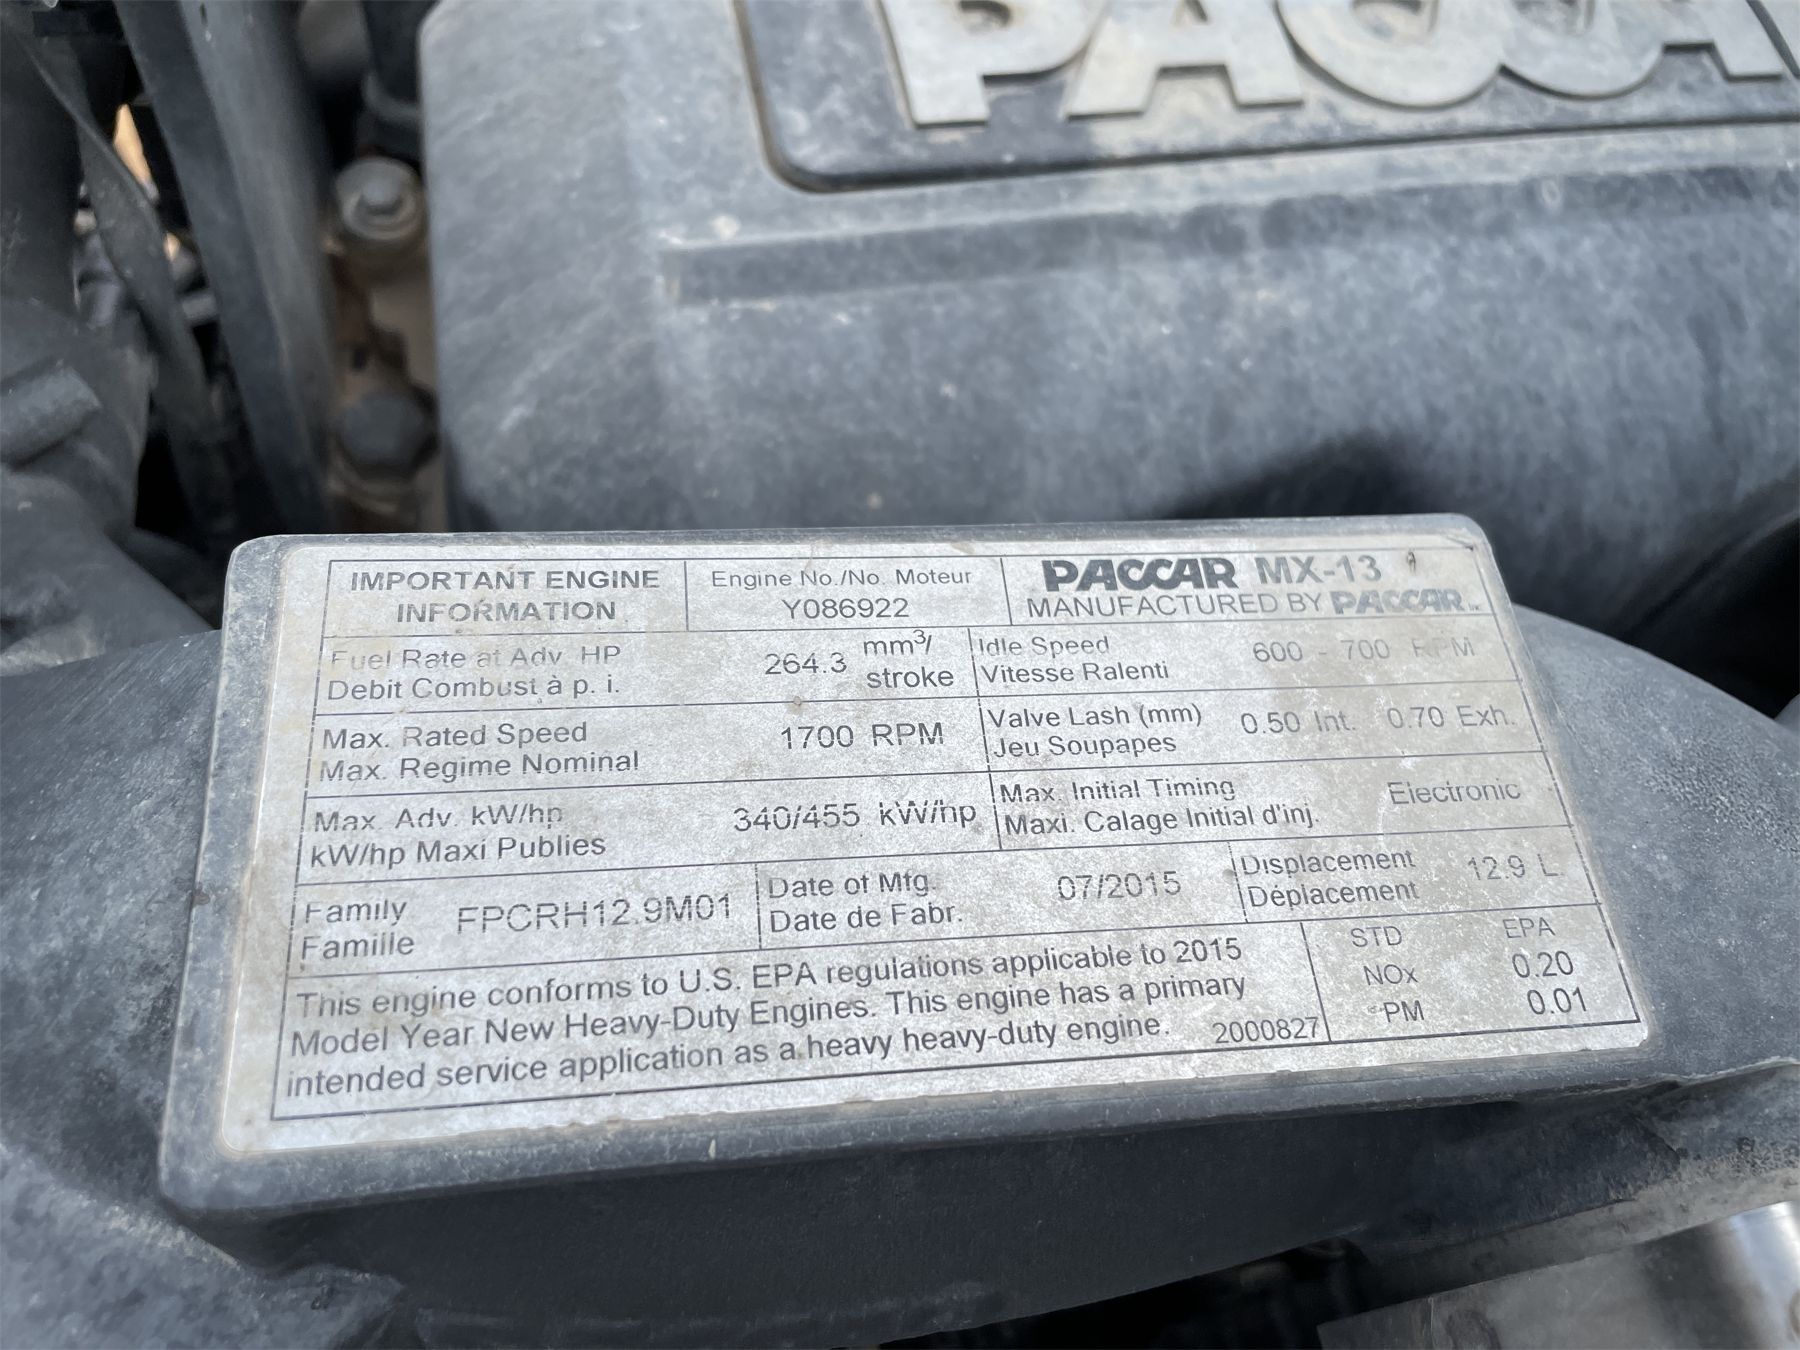 PACCAR
IMPORTANT ENGINE
INFORMATION
Engine No./No. Moteur
Y086922
PACCAR MX-13
MANUFACTURED BY PACCAR INC.
Fuel Rate at Adv. HP
Debit Combust à p. i.
264.3 mm³/
stroke
Idle Speed
Vitesse Ralenti
600 - 700 RPM
Max. Rated Speed
Max. Regime Nominal
1700 RPM
Valve Lash (mm)
Jeu Soupapes
0.50 Int. 0.70 Exh.
Max. Adv. kW/hp
kW/hp Maxi Publies
340/455 kW/hp
Max. Initial Timing
Maxi. Calage Initial d'inj.
Electronic
Family
Famille
FPCRH12.9M01
Date of Mfg.
Date de Fabr.
07/2015
Displacement
Déplacement
12.9 L
This engine conforms to U.S. EPA regulations applicable to 2015
Model Year New Heavy-Duty Engines. This engine has a primary
intended service application as a heavy heavy-duty engine.
2000827
STD EPA
NOx 0.20
PM 0.01